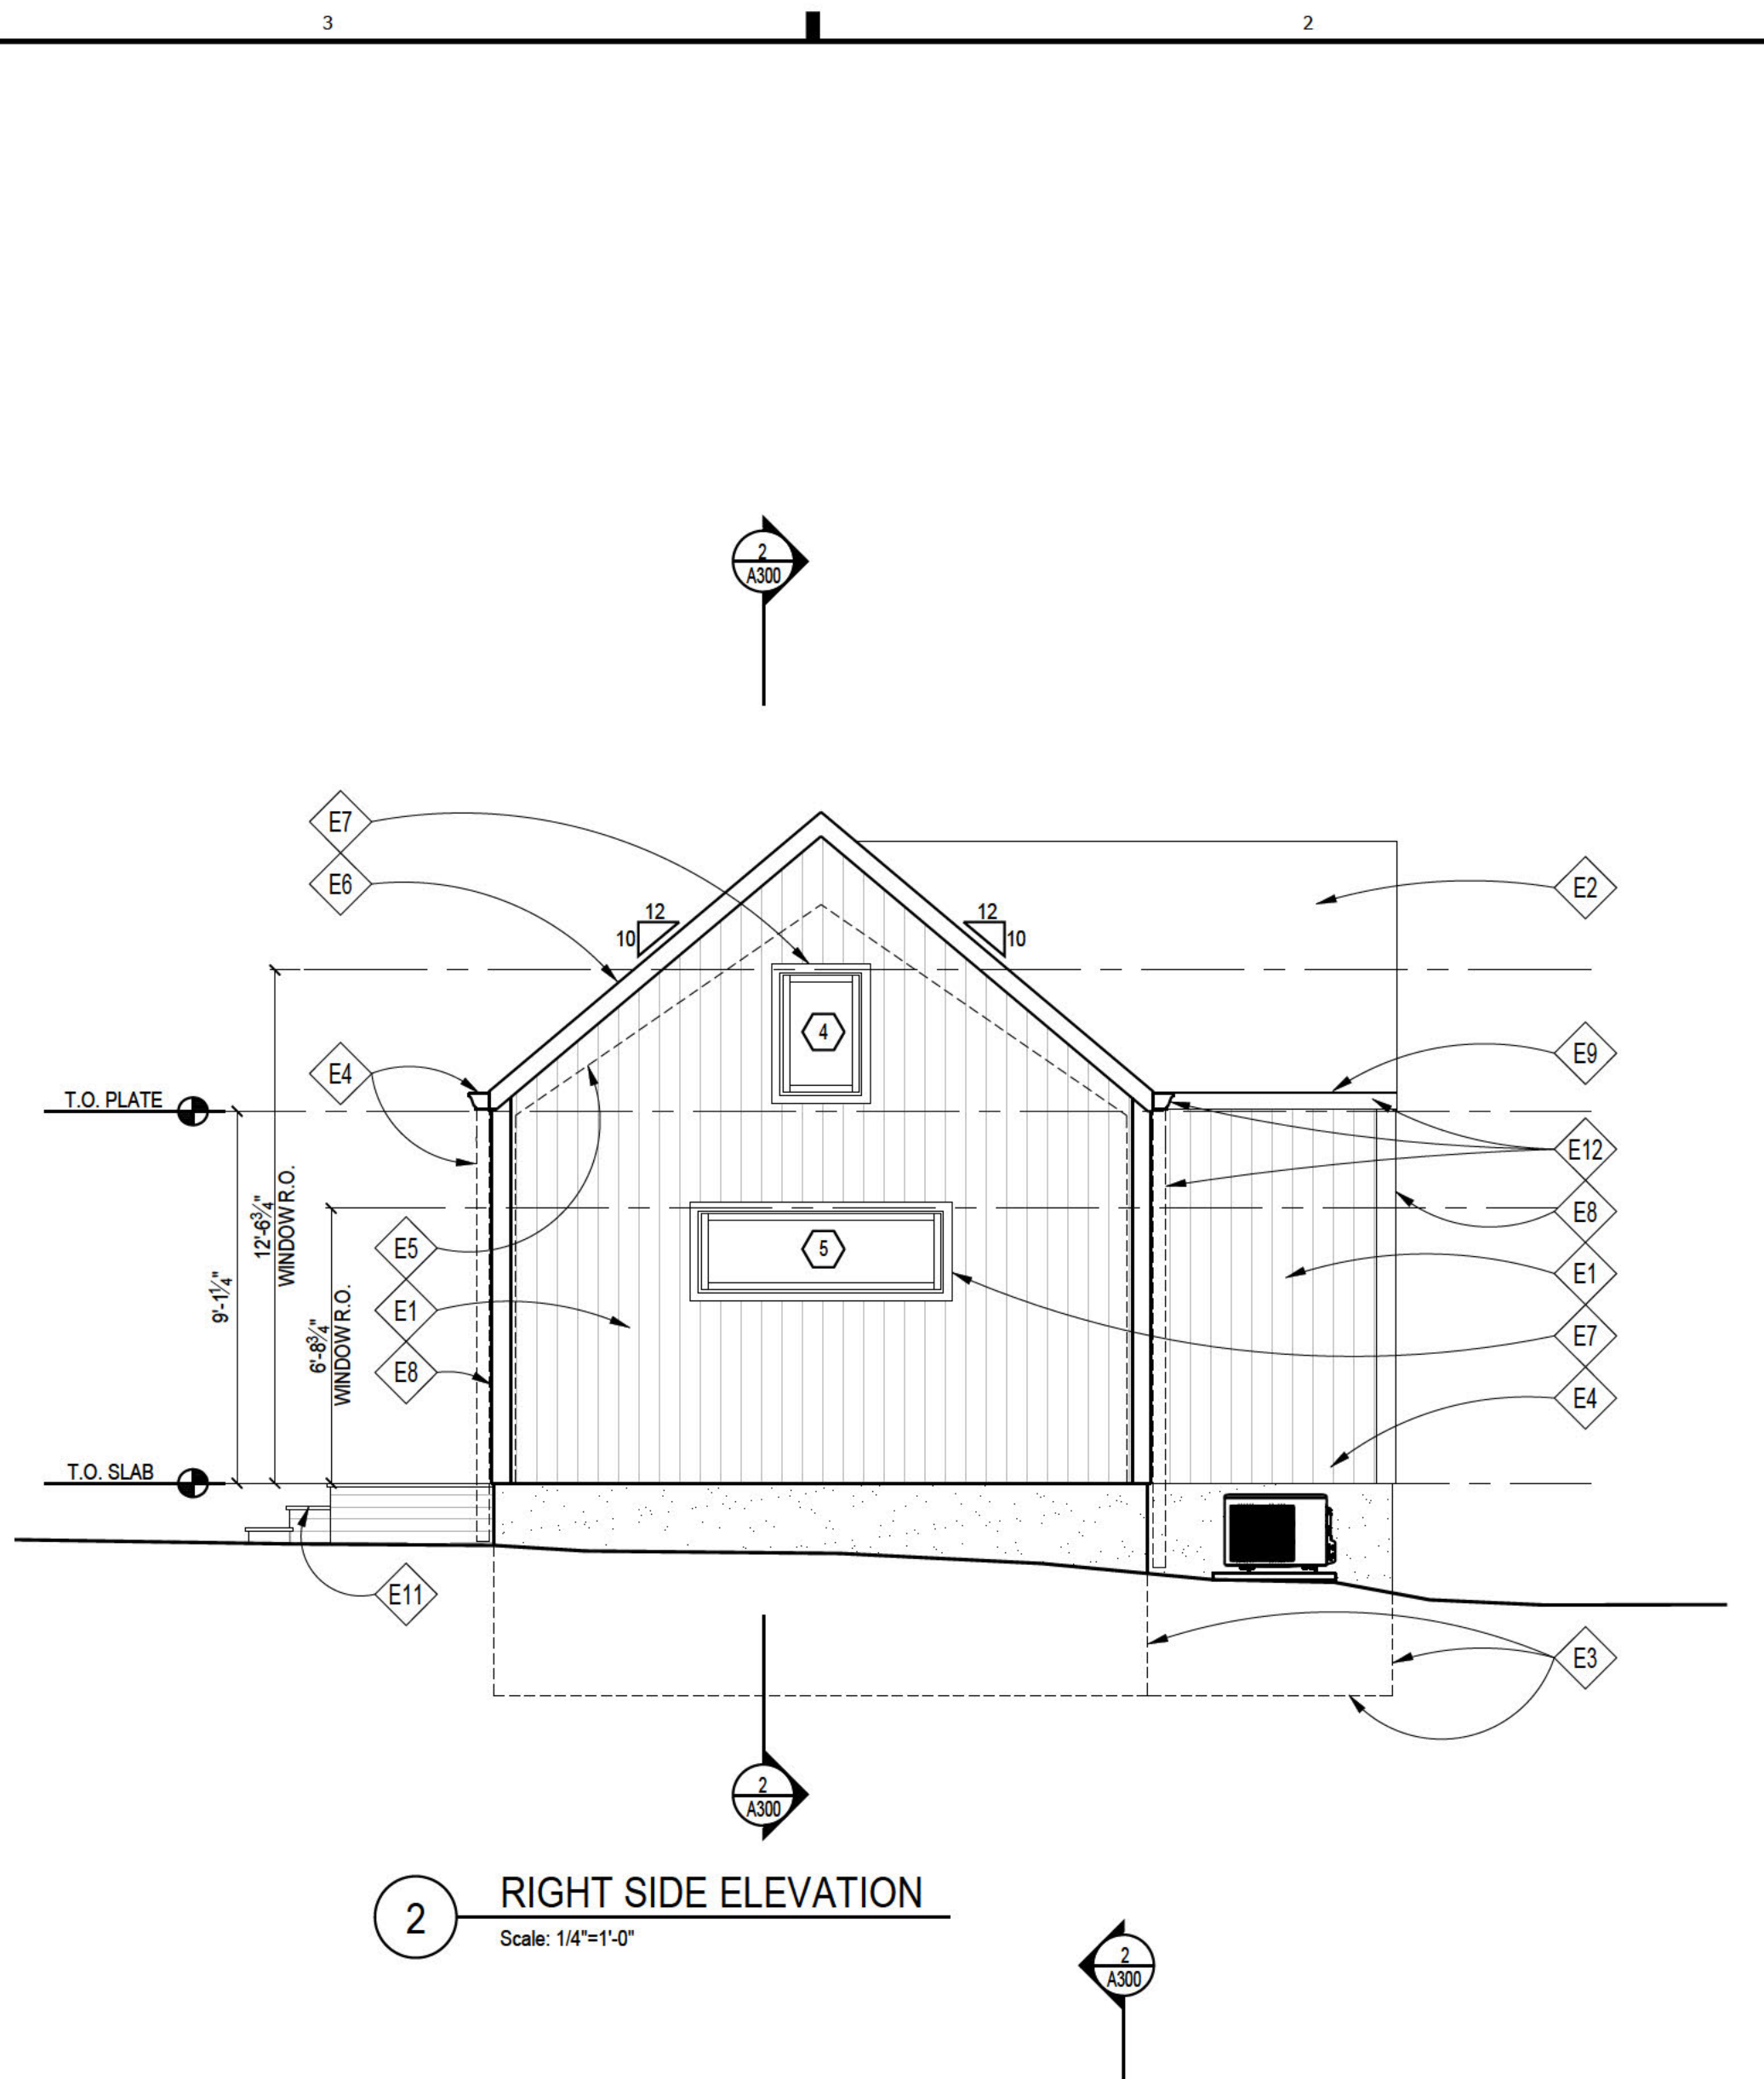 3
2
2
A300
E7
E6
12
10
12
10
E2
4
E9
E4
T.O. PLATE
E12
12'-6¾"
WINDOW R.O.
E8
5
E5
E1
9'-1¼"
E1
6'-8¾"
WINDOW R.O.
E7
E8
E4
T.O. SLAB
E11
E3
2
A300
2
RIGHT SIDE ELEVATION
Scale: 1/4"=1'-0"
2
A300